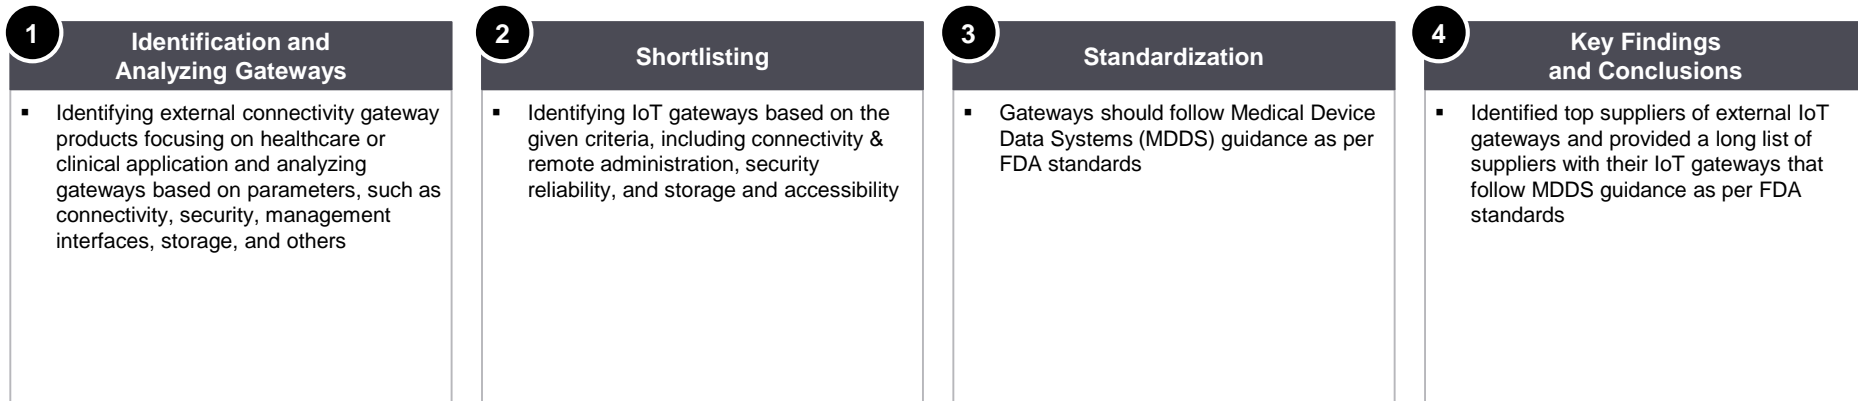 1
Identification and
Analyzing Gateways
▪ Identifying external connectivity gateway
products focusing on healthcare or
clinical application and analyzing
gateways based on parameters, such as
connectivity, security, management
interfaces, storage, and others
2
Shortlisting
▪ Identifying IoT gateways based on the
given criteria, including connectivity &
remote administration, security
reliability, and storage and accessibility
3
Standardization
▪ Gateways should follow Medical Device
Data Systems (MDDS) guidance as per
FDA standards
4
Key Findings
and Conclusions
▪ Identified top suppliers of external IoT
gateways and provided a long list of
suppliers with their IoT gateways that
follow MDDS guidance as per FDA
standards